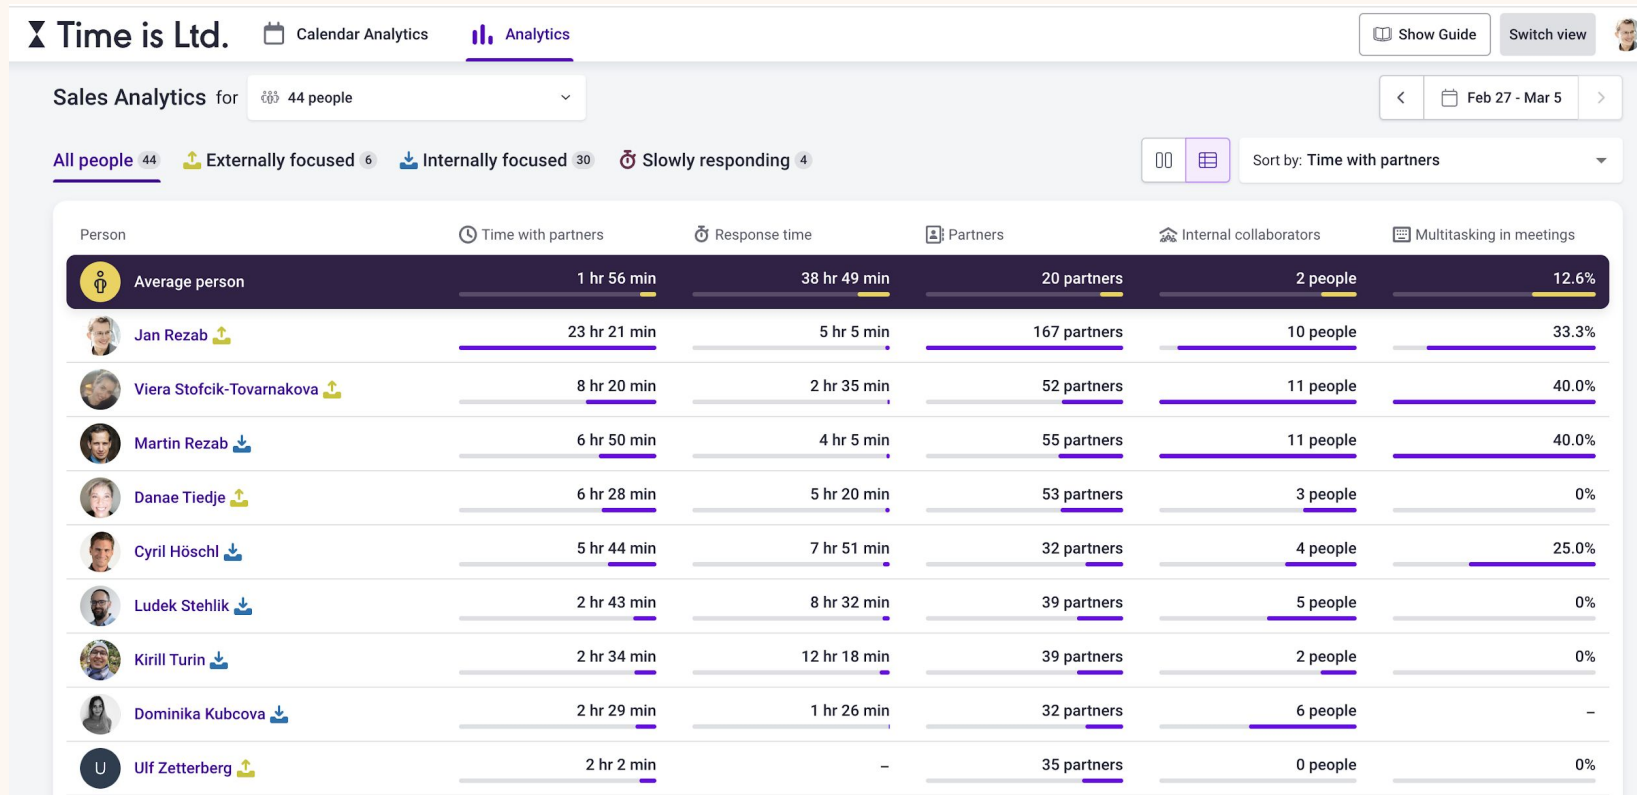 Time is Ltd. Calendar Analytics Analytics Show Guide Switch view
Sales Analytics for 44 people Feb 27 - Mar 5
All people 44 Externally focused 6 Internally focused 30 Slowly responding 4 Sort by: Time with partners
Person Time with partners Response time Partners Internal collaborators Multitasking in meetings
Average person 1 hr 56 min 38 hr 49 min 20 partners 2 people 12.6%
Jan Rezab 23 hr 21 min 5 hr 5 min 167 partners 10 people 33.3%
Viera Stofcik-Tovarnakova 8 hr 20 min 2 hr 35 min 52 partners 11 people 40.0%
Martin Rezab 6 hr 50 min 4 hr 5 min 55 partners 11 people 40.0%
Danae Tiedje 6 hr 28 min 5 hr 20 min 53 partners 3 people 0%
Cyril Höschl 5 hr 44 min 7 hr 51 min 32 partners 4 people 25.0%
Ludek Stehlik 2 hr 43 min 8 hr 32 min 39 partners 5 people 0%
Kirill Turin 2 hr 34 min 12 hr 18 min 39 partners 2 people 0%
Dominika Kubcova 2 hr 29 min 1 hr 26 min 32 partners 6 people –
U Ulf Zetterberg 2 hr 2 min – 35 partners 0 people 0%